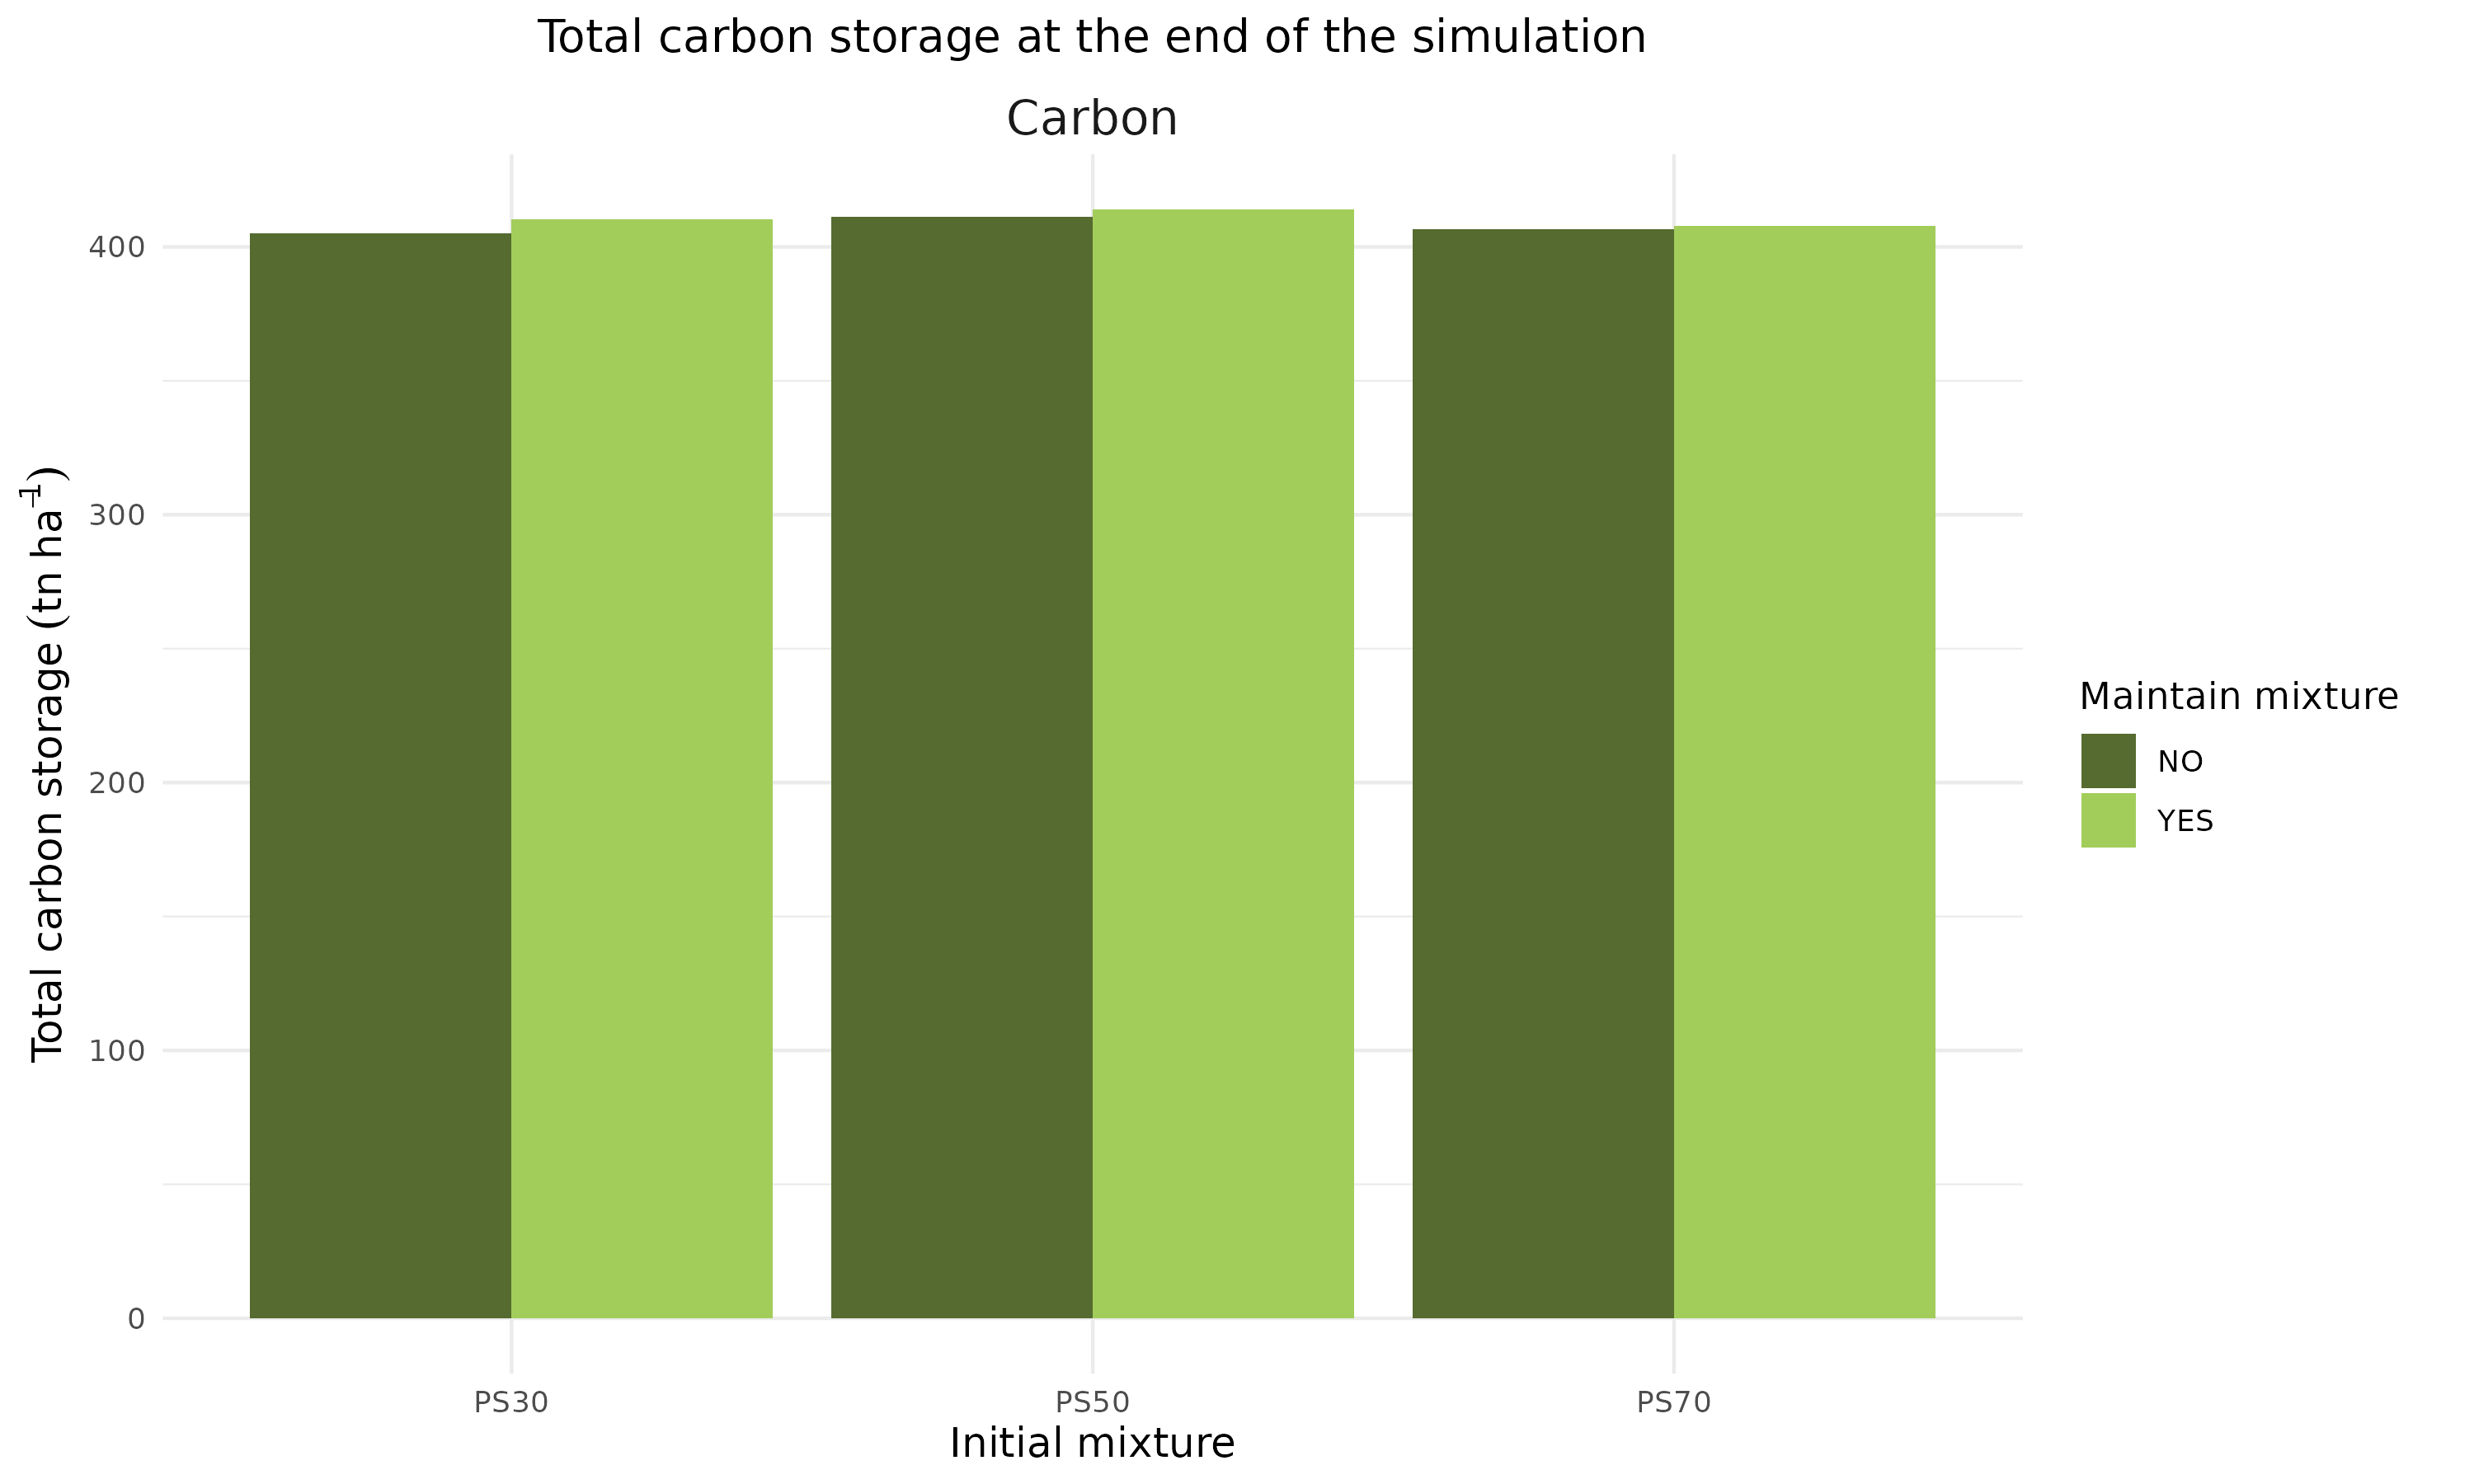 Total carbon storage at the end of the simulation
Carbon
Total carbon storage (tn ha⁻¹)
400
300
200
100
0
PS30
PS50
PS70
Initial mixture
Maintain mixture
NO
YES